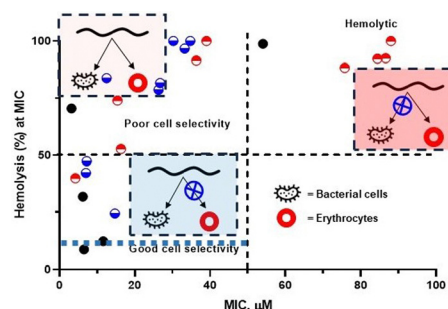 Hemolytic
100
Poor cell selectivity
50
= Bacterial cells
= Erythrocytes
Good cell selectivity
0
0 20 40 60 80 100
Hemolysis (%) at MIC
MIC, µM